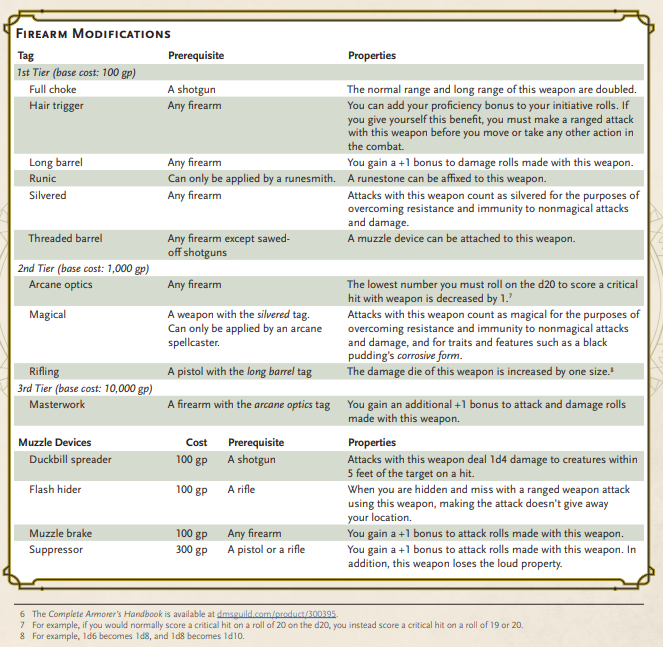 FIREARM MODIFICATIONS
Tag Prerequisite Properties
1st Tier (base cost: 100 gp)
Full choke A shotgun The normal range and long range of this weapon are doubled.
Hair trigger Any firearm You can add your proficiency bonus to your initiative rolls. If
you give yourself this benefit, you must make a ranged attack
with this weapon before you move or take any other action in
the combat.
Long barrel Any firearm You gain a +1 bonus to damage rolls made with this weapon.
Runic Can only be applied by a runesmith. A runestone can be affixed to this weapon.
Silvered Any firearm Attacks with this weapon count as silvered for the purposes of
overcoming resistance and immunity to nonmagical attacks
and damage.
Threaded barrel Any firearm except sawed- A muzzle device can be attached to this weapon.
off shotguns
2nd Tier (base cost: 1,000 gp)
Arcane optics Any firearm The lowest number you must roll on the d20 to score a critical
hit with weapon is decreased by 1.7
Magical A weapon with the silvered tag. Attacks with this weapon count as magical for the purposes of
Can only be applied by an arcane overcoming resistance and immunity to nonmagical attacks
spellcaster. and damage, and for traits and features such as a black
pudding's corrosive form.
Rifling A pistol with the long barrel tag The damage die of this weapon is increased by one size.8
3rd Tier (base cost: 10,000 gp)
Masterwork A firearm with the arcane optics tag You gain an additional +1 bonus to attack and damage rolls
made with this weapon.
Muzzle Devices Cost Prerequisite Properties
Duckbill spreader 100 gp A shotgun Attacks with this weapon deal 1d4 damage to creatures within
5 feet of the target on a hit.
Flash hider 100 gp A rifle When you are hidden and miss with a ranged weapon attack
using this weapon, making the attack doesn't give away
your location.
Muzzle brake 100 gp Any firearm You gain a +1 bonus to attack rolls made with this weapon.
Suppressor 300 gp A pistol or a rifle You gain a +1 bonus to attack rolls made with this weapon. In
addition, this weapon loses the loud property.
6 The Complete Armorer's Handbook is available at dmsguild.com/product/300395.
7 For example, if you would normally score a critical hit on a roll of 20 on the d20, you instead score a critical hit on a roll of 19 or 20.
8 For example, 1d6 becomes 1d8, and 1d8 becomes 1d10.